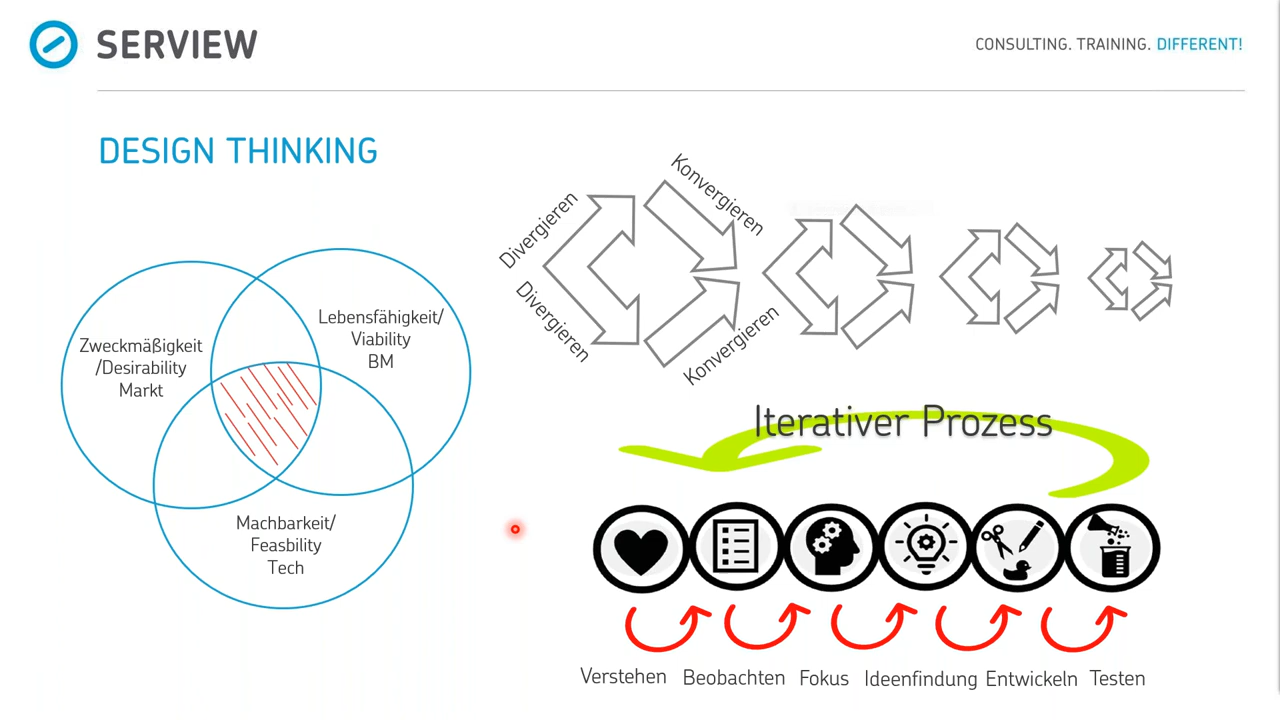 SERVIEW
CONSULTING. TRAINING. DIFFERENT!
DESIGN THINKING
Zweckmäßigkeit
/Desirability
Markt
Lebensfähigkeit/
Viability
BM
Machbarkeit/
Feasbility
Tech
Divergieren
Konvergieren
Divergieren
Konvergieren
Iterativer Prozess
Verstehen Beobachten Fokus Ideenfindung Entwickeln Testen